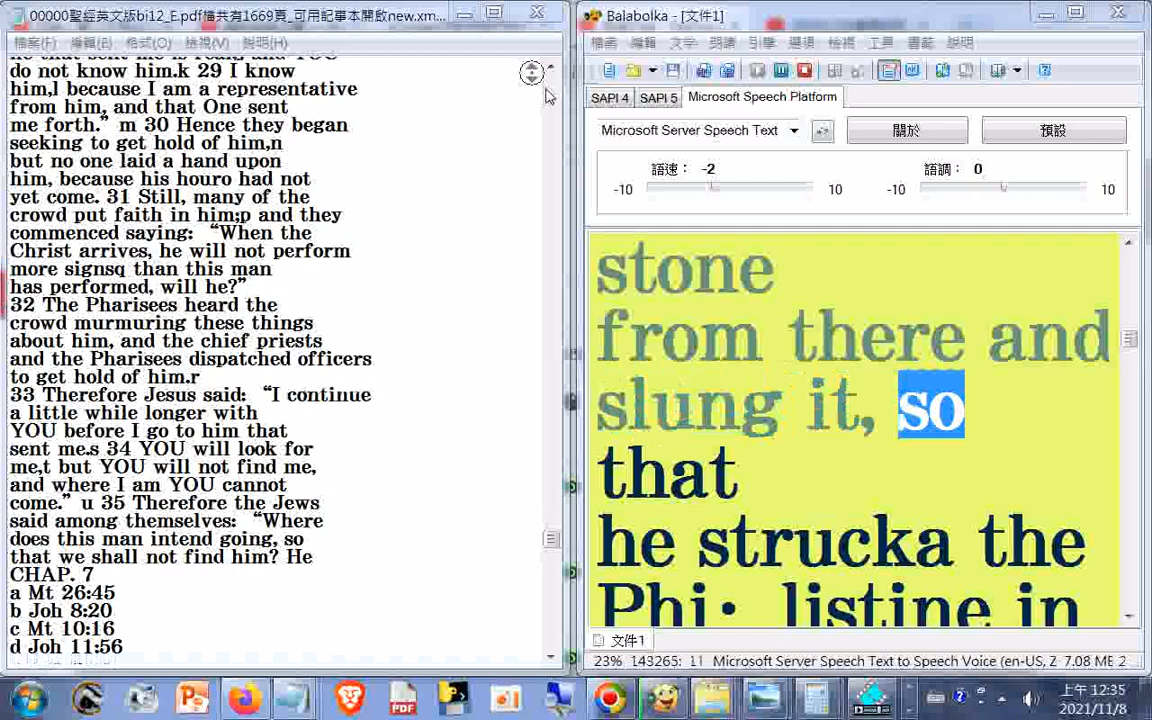 00000聖經英文版bi12_E.pdf檔共有1669頁_可用記事本開啟new.xm...
檔案(F) 編輯(E) 格式(O) 檢視(V) 說明(H)
do not know him.k 29 I know
him,l because I am a representative
from him, and that One sent
me forth.” m 30 Hence they began
seeking to get hold of him,n
but no one laid a hand upon
him, because his houro had not
yet come. 31 Still, many of the
crowd put faith in him;p and they
commenced saying: “When the
Christ arrives, he will not perform
more signsq than this man
has performed, will he?”
32 The Pharisees heard the
crowd murmuring these things
about him, and the chief priests
and the Pharisees dispatched officers
to get hold of him.r
33 Therefore Jesus said: “I continue
a little while longer with
YOU before I go to him that
sent me.s 34 YOU will look for
me,t but YOU will not find me,
and where I am YOU cannot
come.” u 35 Therefore the Jews
said among themselves: “Where
does this man intend going, so
that we shall not find him? He
CHAP. 7
a Mt 26:45
b Joh 8:20
c Mt 10:16
d Joh 11:56
Balabolka - [文件1]
檔案 編輯 文字 朗讀 引擎 選項 檢視 工具 書籤 說明
SAPI 4 SAPI 5 Microsoft Speech Platform
Microsoft Server Speech Text 關於 預設
語速： -2 語調： 0
-10 10 -10 10
stone
from there and
slung it, so
that
he strucka the
Phi· listine in
文件1
23% 143265: 11 Microsoft Server Speech Text to Speech Voice (en-US, Z 7.08 MB 2
上午 12:35
2021/11/8